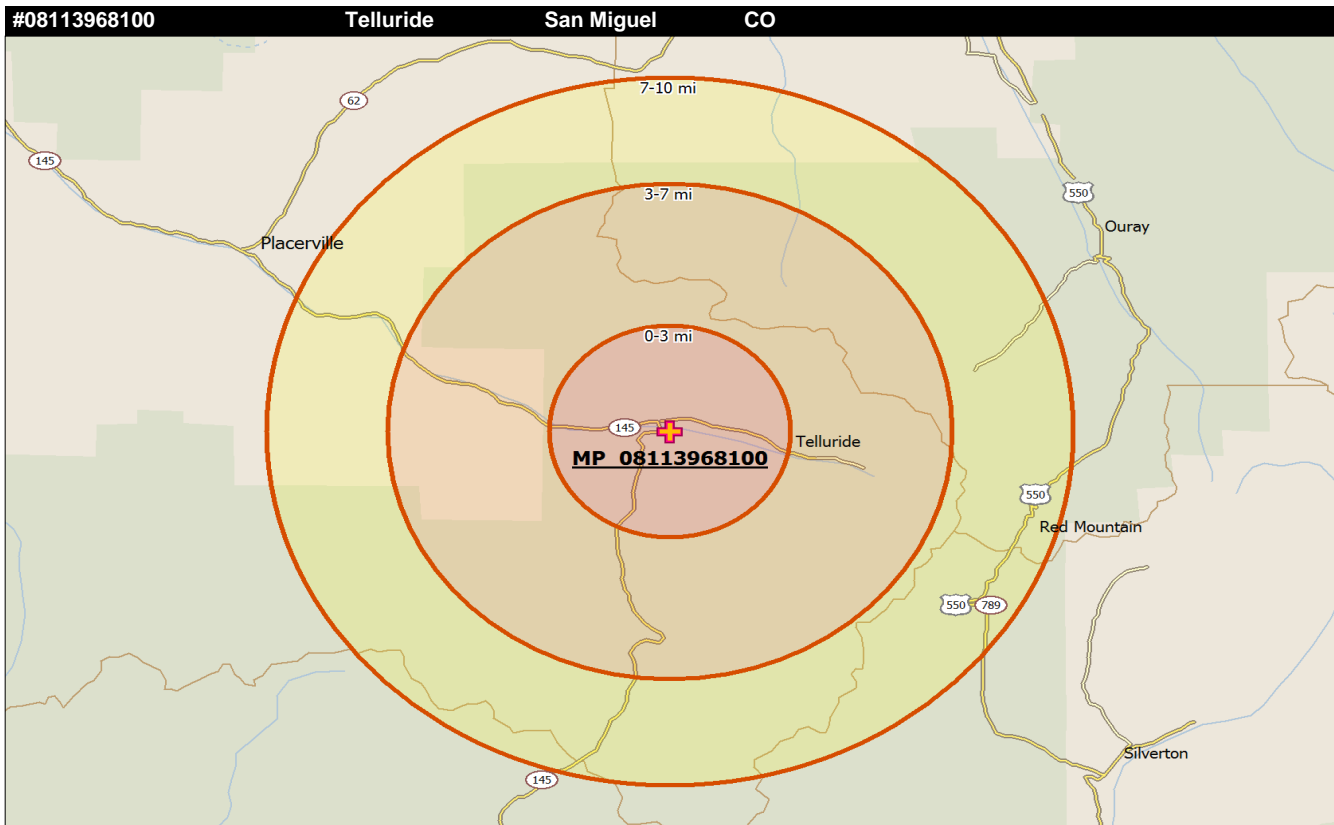 #08113968100 Telluride San Miguel CO
7-10 mi
62
145
3-7 mi
550
Ouray
Placerville
0-3 mi
145
Telluride
MP 08113968100
550
Red Mountain
550
789
Silverton
145